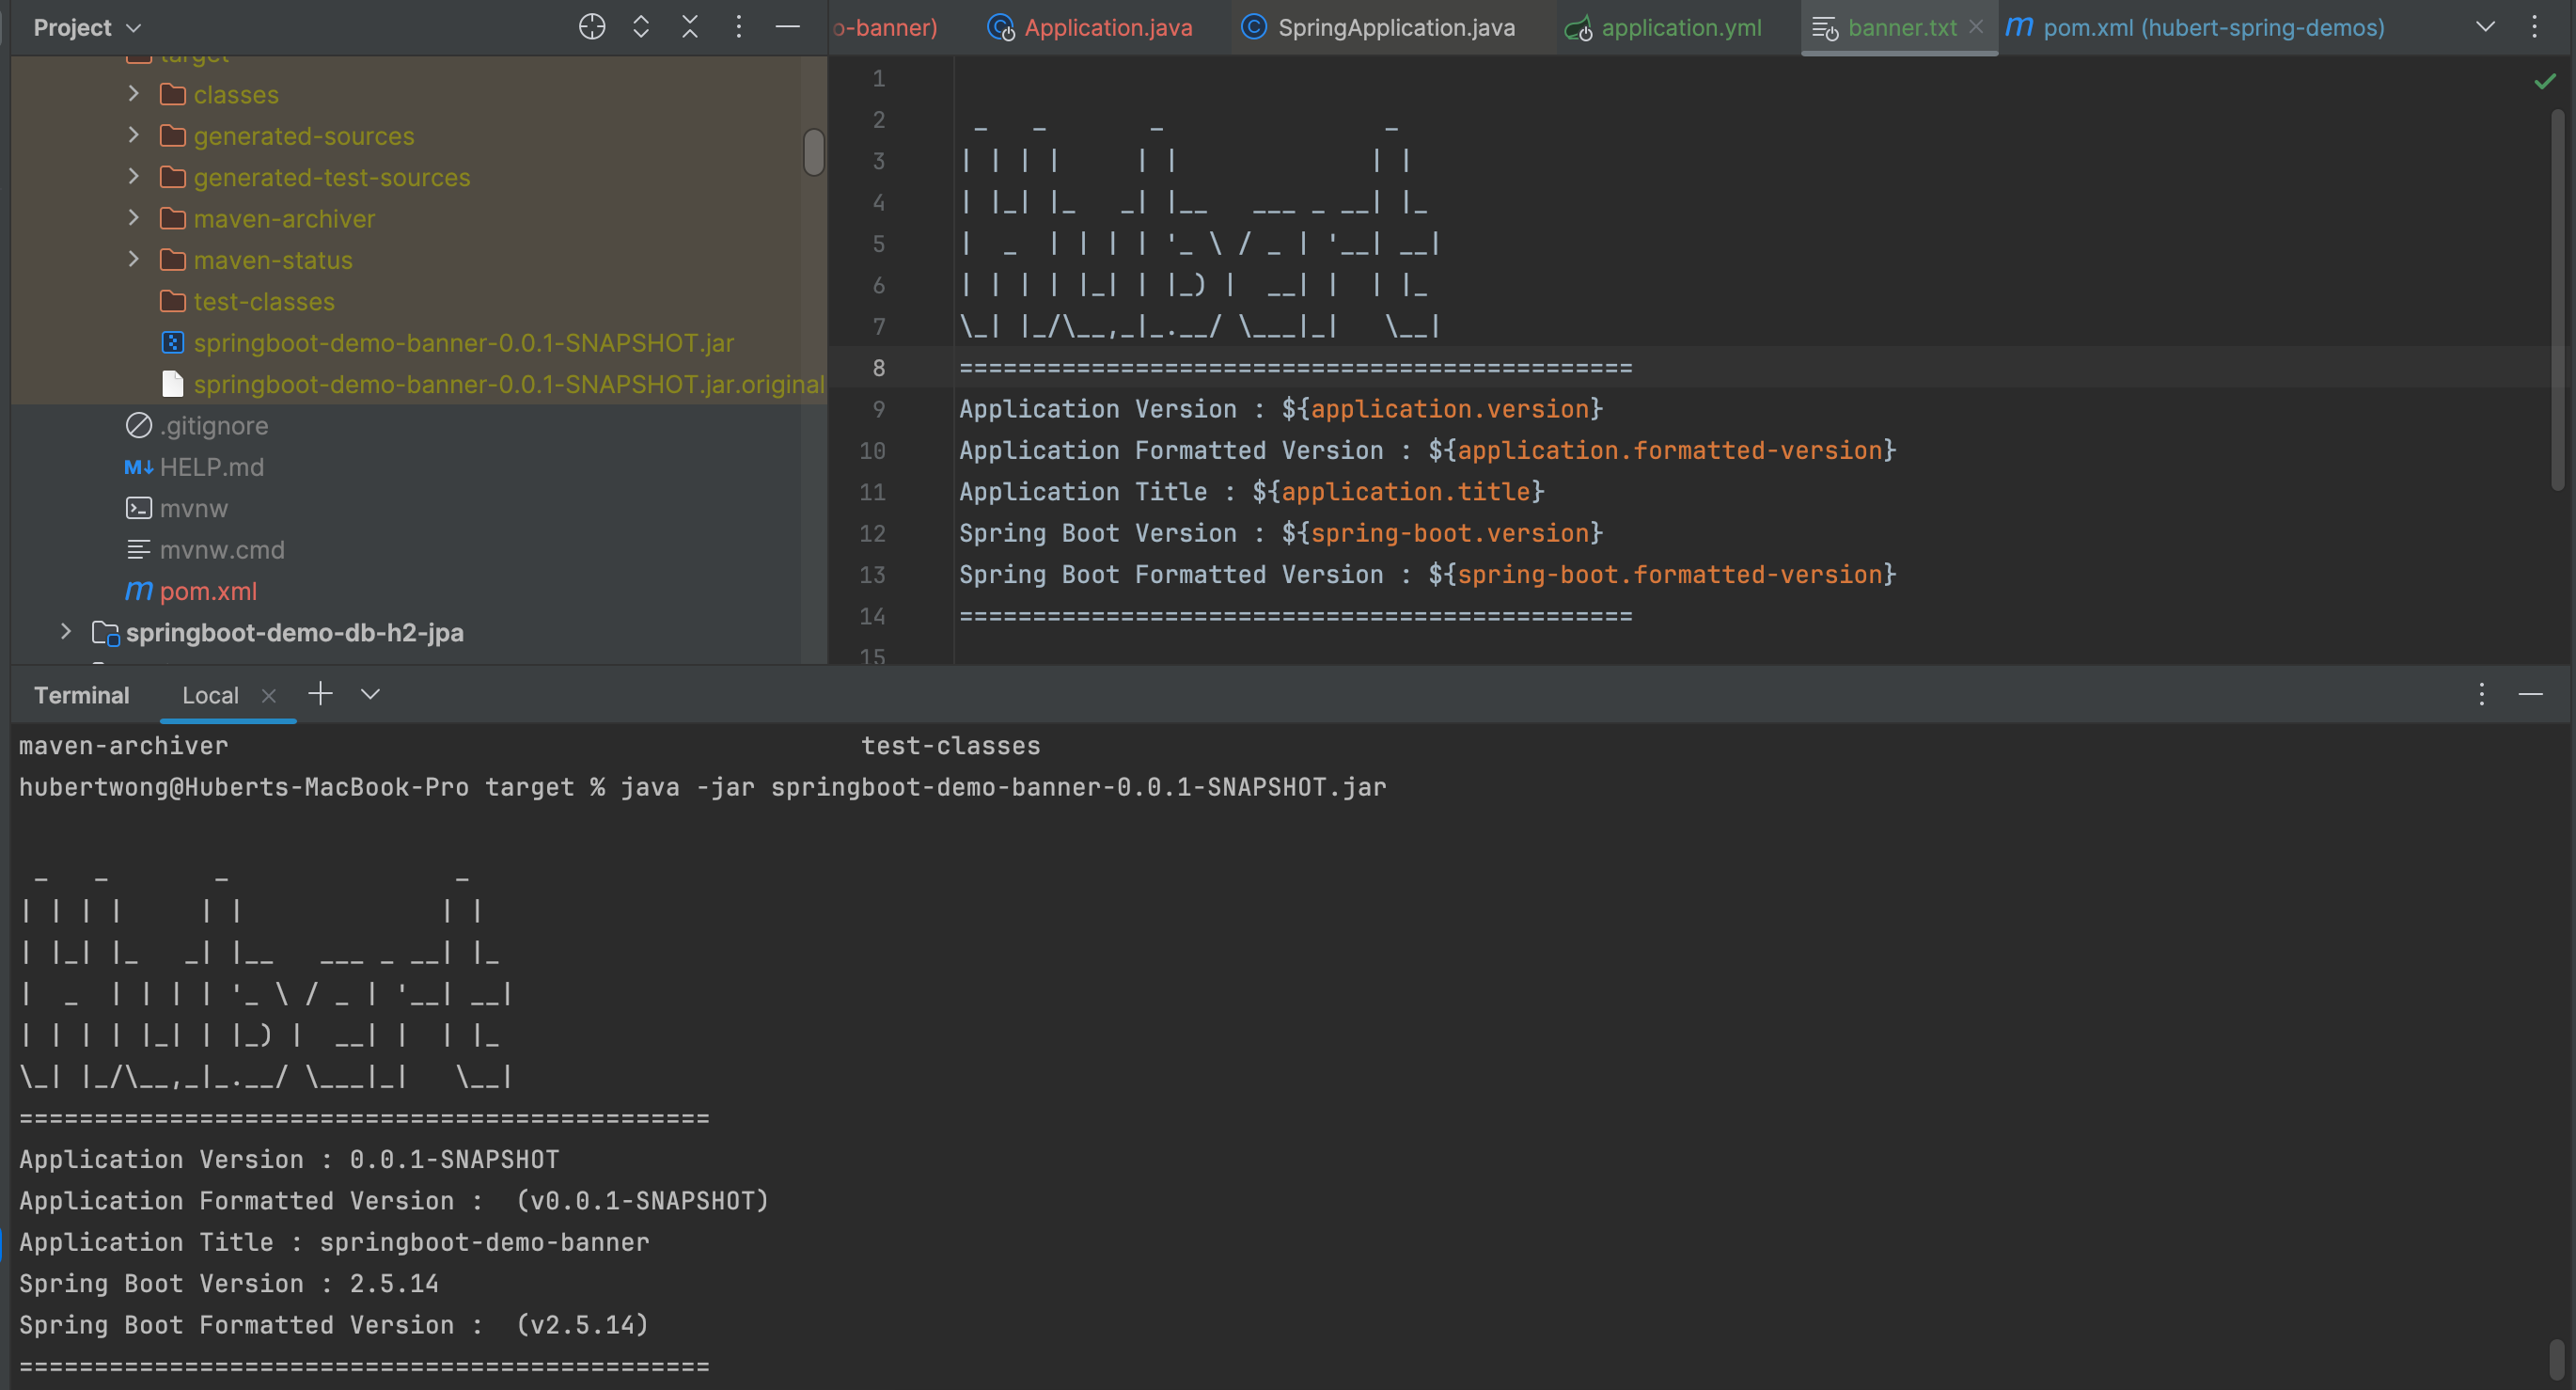 Project
o-banner)
Application.java
SpringApplication.java
application.yml
banner.txt
pom.xml (hubert-spring-demos)
target
classes
generated-sources
generated-test-sources
maven-archiver
maven-status
test-classes
springboot-demo-banner-0.0.1-SNAPSHOT.jar
springboot-demo-banner-0.0.1-SNAPSHOT.jar.original
.gitignore
M↓ HELP.md
mvnw
mvnw.cmd
m pom.xml
springboot-demo-db-h2-jpa
1
2  _   _       _               _
3 | | | |     | |             | |
4 | |_| |_   _| |__   ___ _ __| |_
5 |  _  | | | | '_ \ / _ | '__| __|
6 | | | | |_| | |_) |  __| |  | |_
7 \_| |_/\__,_|_.__/ \___|_|   \__|
8 ==============================================
9 Application Version : ${application.version}
10 Application Formatted Version : ${application.formatted-version}
11 Application Title : ${application.title}
12 Spring Boot Version : ${spring-boot.version}
13 Spring Boot Formatted Version : ${spring-boot.formatted-version}
14 ==============================================
15
Terminal Local
maven-archiver test-classes
hubertwong@Huberts-MacBook-Pro target % java -jar springboot-demo-banner-0.0.1-SNAPSHOT.jar
 _   _       _               _
| | | |     | |             | |
| |_| |_   _| |__   ___ _ __| |_
|  _  | | | | '_ \ / _ | '__| __|
| | | | |_| | |_) |  __| |  | |_
\_| |_/\__,_|_.__/ \___|_|   \__|
==============================================
Application Version : 0.0.1-SNAPSHOT
Application Formatted Version :  (v0.0.1-SNAPSHOT)
Application Title : springboot-demo-banner
Spring Boot Version : 2.5.14
Spring Boot Formatted Version :  (v2.5.14)
==============================================